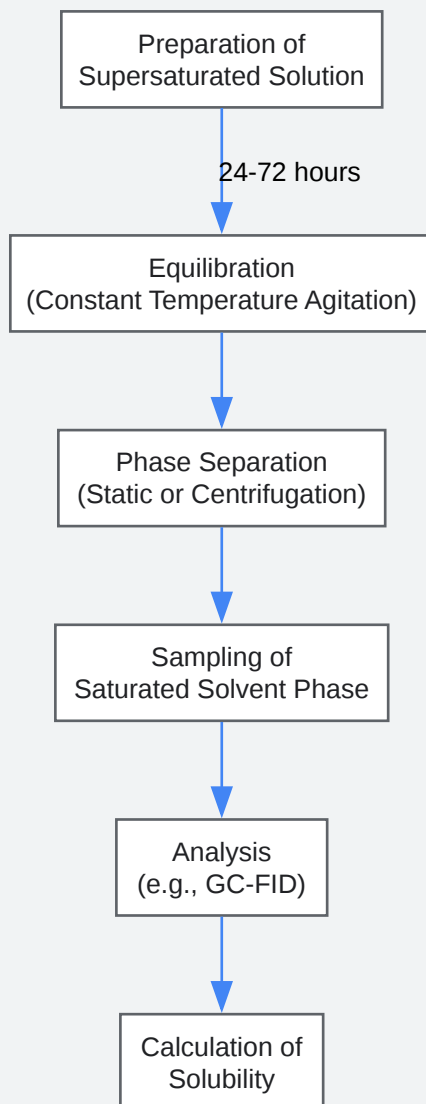 Preparation of
Supersaturated Solution
24-72 hours
Equilibration
(Constant Temperature Agitation)
Phase Separation
(Static or Centrifugation)
Sampling of
Saturated Solvent Phase
Analysis
(e.g., GC-FID)
Calculation of
Solubility